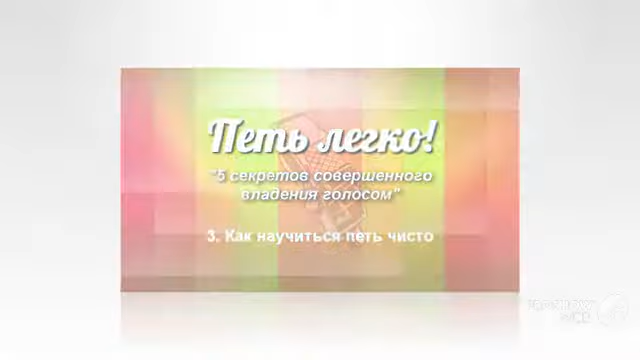 Петь легко!
"5 секретов совершенного
владения голосом"
3. Как научиться петь чисто